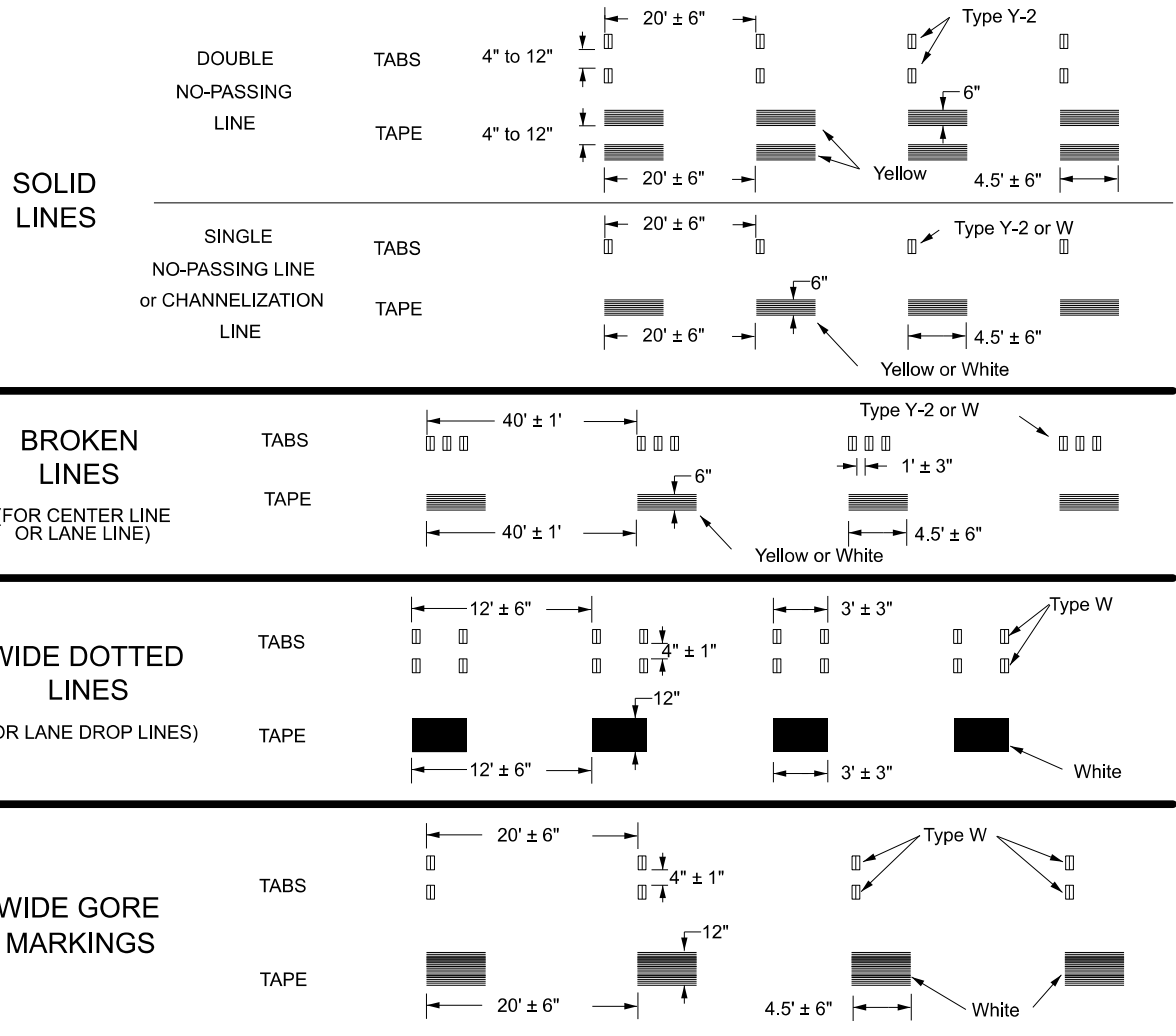 SOLID
LINES
DOUBLE
NO-PASSING
LINE
TABS
4" to 12"
20' ± 6"
Type Y-2
TAPE
4" to 12"
6"
Yellow
20' ± 6"
4.5' ± 6"
SINGLE
NO-PASSING LINE
or CHANNELIZATION
LINE
TABS
20' ± 6"
Type Y-2 or W
TAPE
6"
20' ± 6"
4.5' ± 6"
Yellow or White
BROKEN
LINES
(FOR CENTER LINE
OR LANE LINE)
TABS
40' ± 1'
Type Y-2 or W
1' ± 3"
TAPE
6"
40' ± 1'
4.5' ± 6"
Yellow or White
WIDE DOTTED
LINES
OR LANE DROP LINES)
TABS
12' ± 6"
3' ± 3"
Type W
4" ± 1"
TAPE
12"
12' ± 6"
3' ± 3"
White
WIDE GORE
MARKINGS
TABS
20' ± 6"
Type W
4" ± 1"
TAPE
12"
20' ± 6"
4.5' ± 6"
White